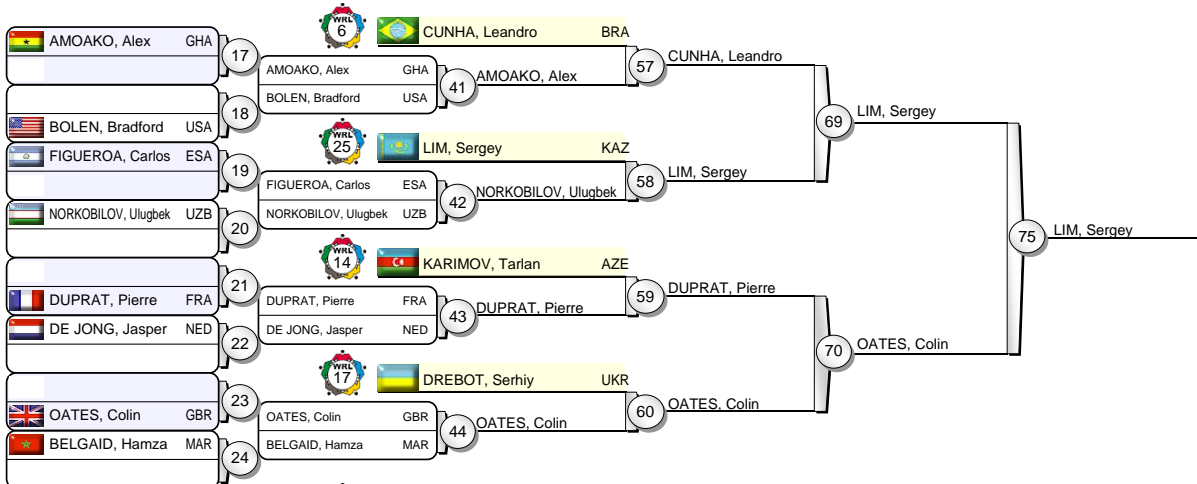 AMOAKO, Alex GHA
17
18
BOLEN, Bradford USA
FIGUEROA, Carlos ESA
19
NORKOBILOV, Ulugbek UZB
20
21
DUPRAT, Pierre FRA
DE JONG, Jasper NED
22
23
OATES, Colin GBR
BELGAID, Hamza MAR
24
AMOAKO, Alex GHA
BOLEN, Bradford USA
41
FIGUEROA, Carlos ESA
NORKOBILOV, Ulugbek UZB
42
DUPRAT, Pierre FRA
DE JONG, Jasper NED
43
OATES, Colin GBR
BELGAID, Hamza MAR
44
WRL
6
CUNHA, Leandro BRA
AMOAKO, Alex
57
WRL
25
LIM, Sergey KAZ
NORKOBILOV, Ulugbek
58
WRL
14
KARIMOV, Tarlan AZE
DUPRAT, Pierre
59
WRL
17
DREBOT, Serhiy UKR
OATES, Colin
60
CUNHA, Leandro
LIM, Sergey
69
DUPRAT, Pierre
OATES, Colin
70
LIM, Sergey
OATES, Colin
75
LIM, Sergey